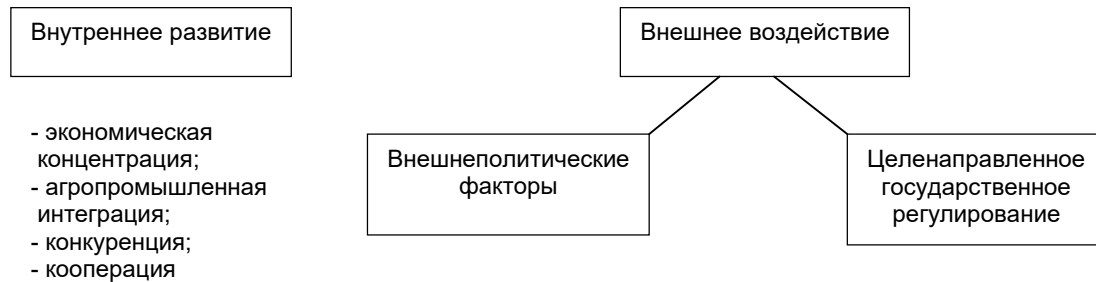 Внутреннее развитие
Внешнее воздействие
- экономическая
концентрация;
- агропромышленная
интеграция;
- конкуренция;
- кооперация
Внешнеполитические
факторы
Целенаправленное
государственное
регулирование